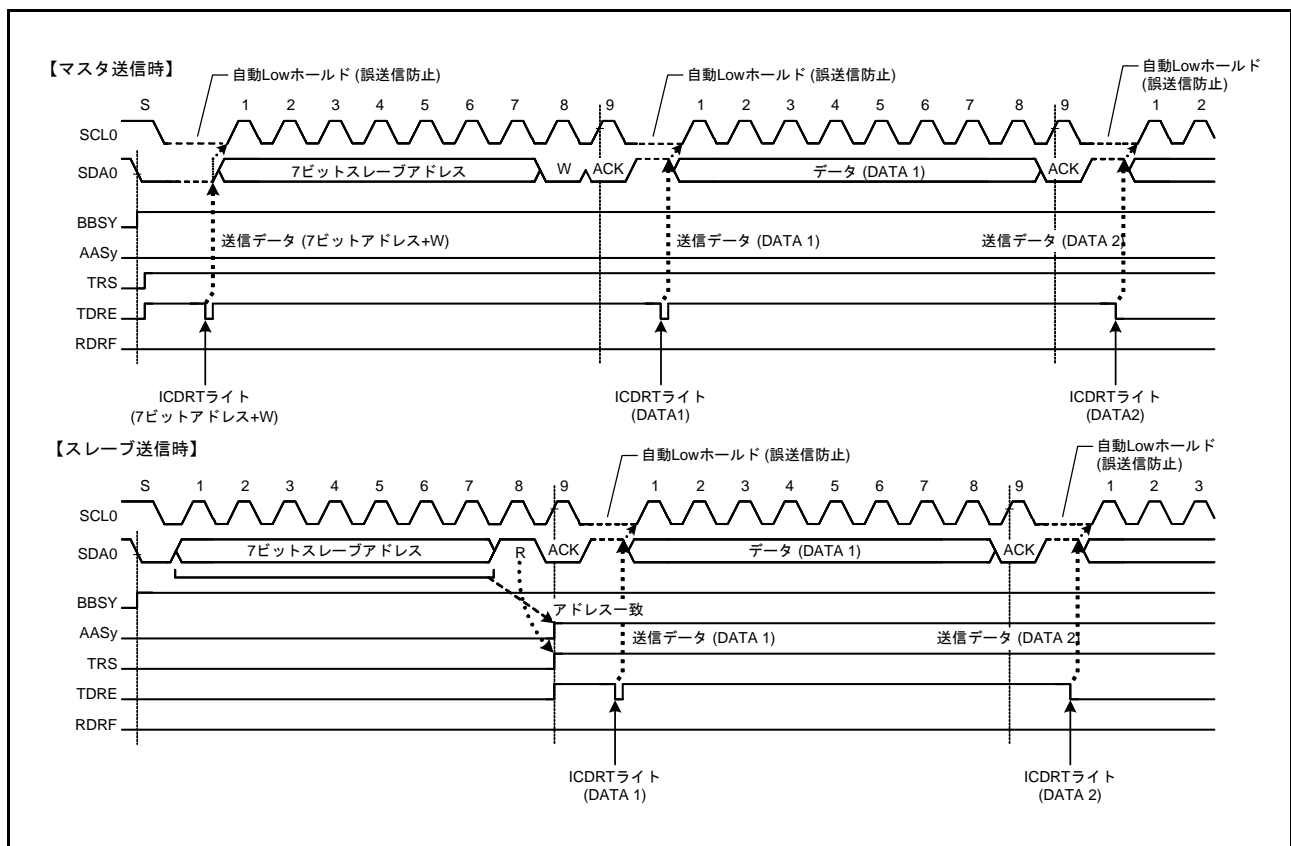 【マスタ送信時】
自動Lowホールド (誤送信防止)
自動Lowホールド (誤送信防止)
自動Lowホールド
(誤送信防止)
S 1 2 3 4 5 6 7 8 9 1 2 3 4 5 6 7 8 9 1 2
SCL0
SDA0 7ビットスレーブアドレス W ACK データ (DATA 1) ACK
BBSY
送信データ (7ビットアドレス+W) 送信データ (DATA 1) 送信データ (DATA 2)
AASy
TRS
TDRE
RDRF
ICDRTライト
(7ビットアドレス+W)
ICDRTライト
(DATA1)
ICDRTライト
(DATA2)
【スレーブ送信時】
自動Lowホールド (誤送信防止)
自動Lowホールド
(誤送信防止)
S 1 2 3 4 5 6 7 8 9 1 2 3 4 5 6 7 8 9 1 2 3
SCL0
SDA0 7ビットスレーブアドレス R ACK データ (DATA 1) ACK
BBSY
アドレス一致
AASy
送信データ (DATA 1) 送信データ (DATA 2)
TRS
TDRE
RDRF
ICDRTライト
(DATA 1)
ICDRTライト
(DATA 2)